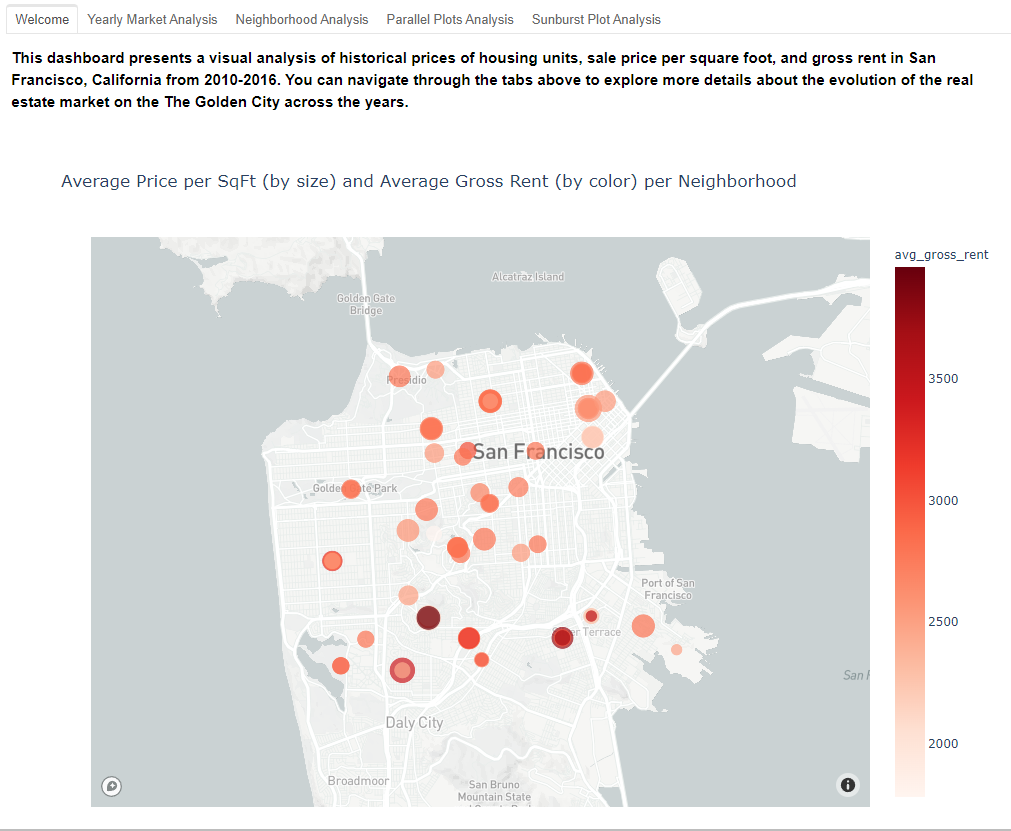 Welcome Yearly Market Analysis Neighborhood Analysis Parallel Plots Analysis Sunburst Plot Analysis
This dashboard presents a visual analysis of historical prices of housing units, sale price per square foot, and gross rent in San
Francisco, California from 2010-2016. You can navigate through the tabs above to explore more details about the evolution of the real
estate market on the The Golden City across the years.
Average Price per SqFt (by size) and Average Gross Rent (by color) per Neighborhood
avg_gross_rent
Alcatraz Island
Golden Gate
Bridge
3500
Presidio
San Francisco
Golden te Park
3000
Port of San
Francisco
2500
er Terrace
San F
Daly City
2000
Broadmoor
San Bruno
Mountain State